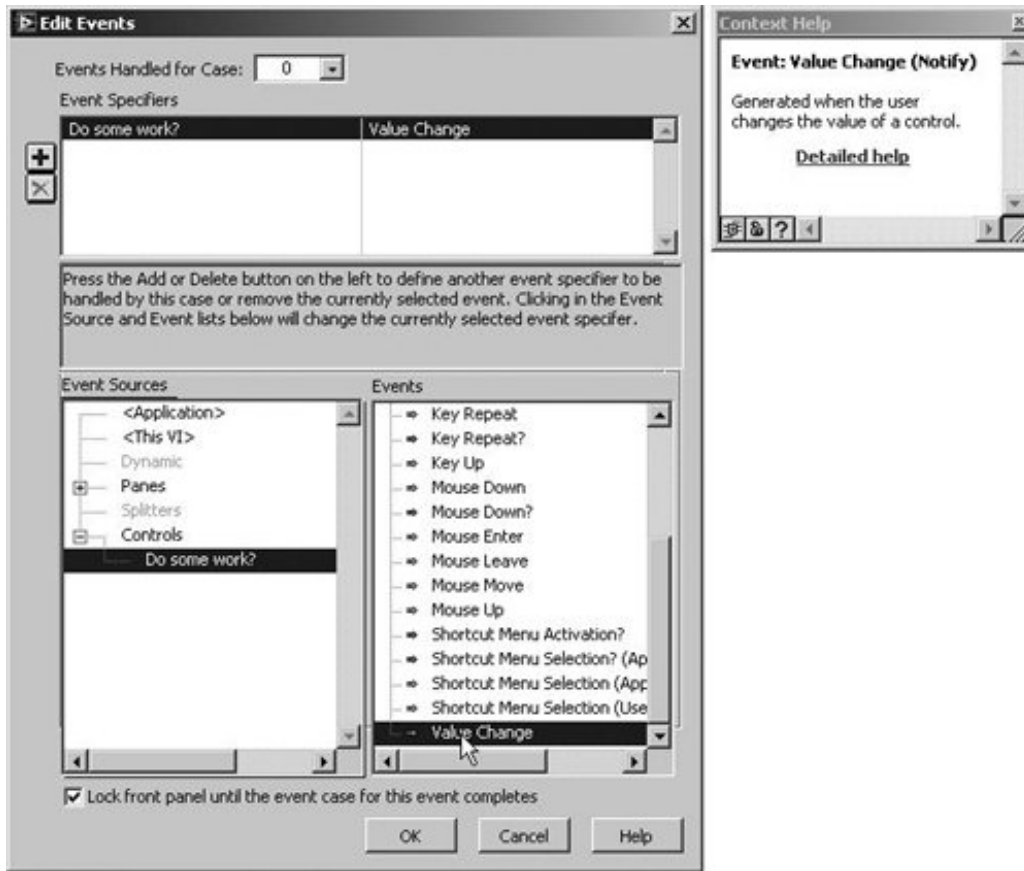 Edit Events
Events Handled for Case: 0
Event Specifiers
Do some work? Value Change
Press the Add or Delete button on the left to define another event specifier to be
handled by this case or remove the currently selected event. Clicking in the Event
Source and Event lists below will change the currently selected event specifer.
Event Sources
<Application>
<This VI>
Dynamic
Panes
Splitters
Controls
Do some work?
Events
Key Repeat
Key Repeat?
Key Up
Mouse Down
Mouse Down?
Mouse Enter
Mouse Leave
Mouse Move
Mouse Up
Shortcut Menu Activation?
Shortcut Menu Selection? (Ap
Shortcut Menu Selection (App
Shortcut Menu Selection (Use
Value Change
Lock front panel until the event case for this event completes
OK Cancel Help
Context Help
Event: Value Change (Notify)
Generated when the user
changes the value of a control.
Detailed help
?